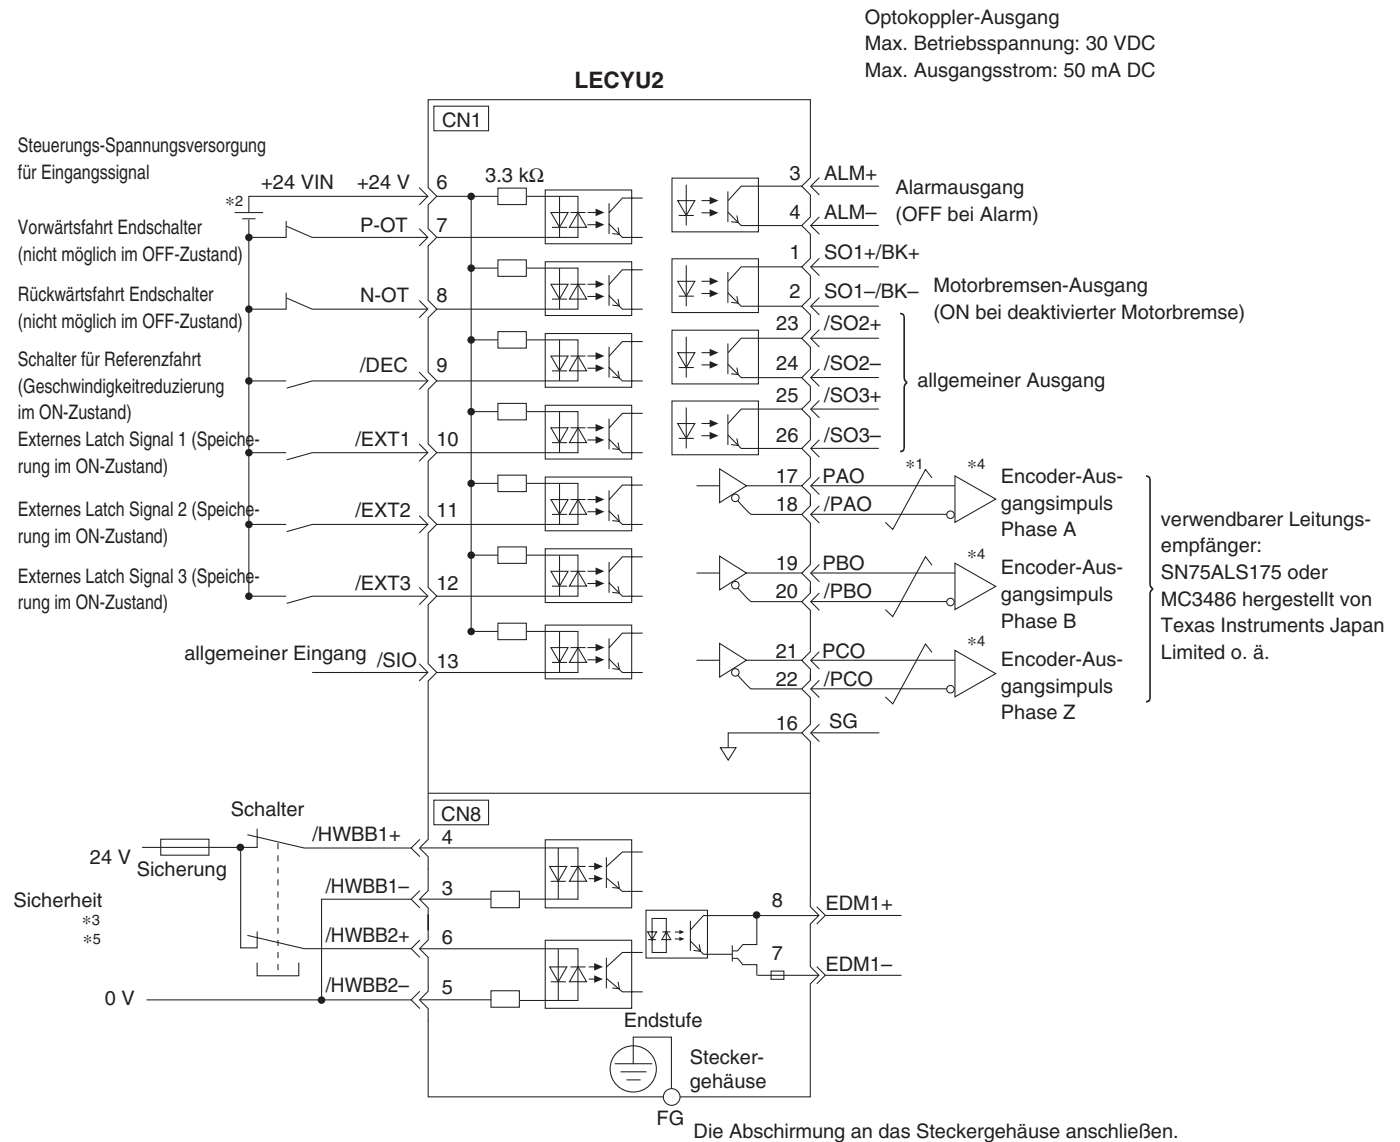 Optokoppler-Ausgang
Max. Betriebsspannung: 30 VDC
Max. Ausgangsstrom: 50 mA DC
LECYU2
CN1
Steuerungs-Spannungsversorgung
für Eingangssignal
+24 VIN
+24 V
6
3.3 kΩ
*2
Vorwärtsfahrt Endschalter
(nicht möglich im OFF-Zustand)
P-OT
7
Rückwärtsfahrt Endschalter
(nicht möglich im OFF-Zustand)
N-OT
8
Schalter für Referenzfahrt
(Geschwindigkeitreduzierung
im ON-Zustand)
/DEC
9
Externes Latch Signal 1 (Speiche-
rung im ON-Zustand)
/EXT1
10
Externes Latch Signal 2 (Speiche-
rung im ON-Zustand)
/EXT2
11
Externes Latch Signal 3 (Speiche-
rung im ON-Zustand)
/EXT3
12
allgemeiner Eingang
/SIO
13
3
ALM+
4
ALM–
Alarmausgang
(OFF bei Alarm)
1
SO1+/BK+
2
SO1–/BK–
Motorbremsen-Ausgang
(ON bei deaktivierter Motorbremse)
23
/SO2+
24
/SO2–
25
/SO3+
26
/SO3–
allgemeiner Ausgang
17
PAO
18
/PAO
*1
*4
Encoder-Aus-
gangsimpuls
Phase A
19
PBO
20
/PBO
*4
Encoder-Aus-
gangsimpuls
Phase B
21
PCO
22
/PCO
*4
Encoder-Aus-
gangsimpuls
Phase Z
verwendbarer Leitungs-
empfänger:
SN75ALS175 oder
MC3486 hergestellt von
Texas Instruments Japan
Limited o. ä.
16
SG
CN8
Schalter
24 V
Sicherung
/HWBB1+
4
/HWBB1–
3
Sicherheit
*3
*5
/HWBB2+
6
/HWBB2–
5
0 V
8
EDM1+
7
EDM1–
Endstufe
Stecker-
gehäuse
FG
Die Abschirmung an das Steckergehäuse anschließen.